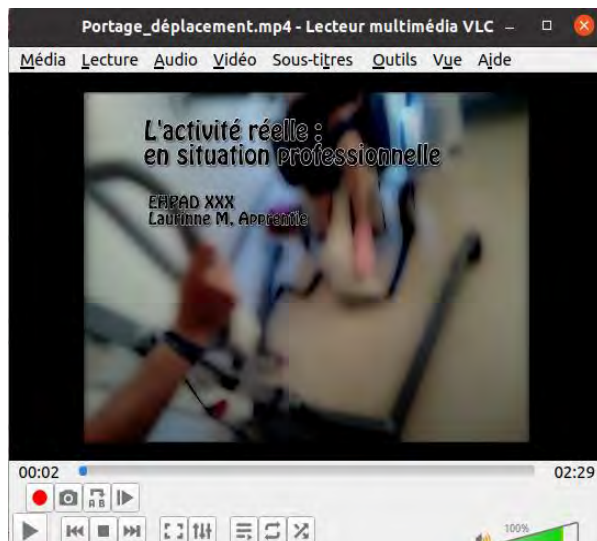 Portage_déplacement.mp4 - Lecteur multimédia VLC
Média Lecture Audio Vidéo Sous-titres Outils Vue Aide
L'activité réelle :
en situation professionnelle
EHPAD XXX
Laurinne M, Apprentie
00:02 02:29
A B
100%